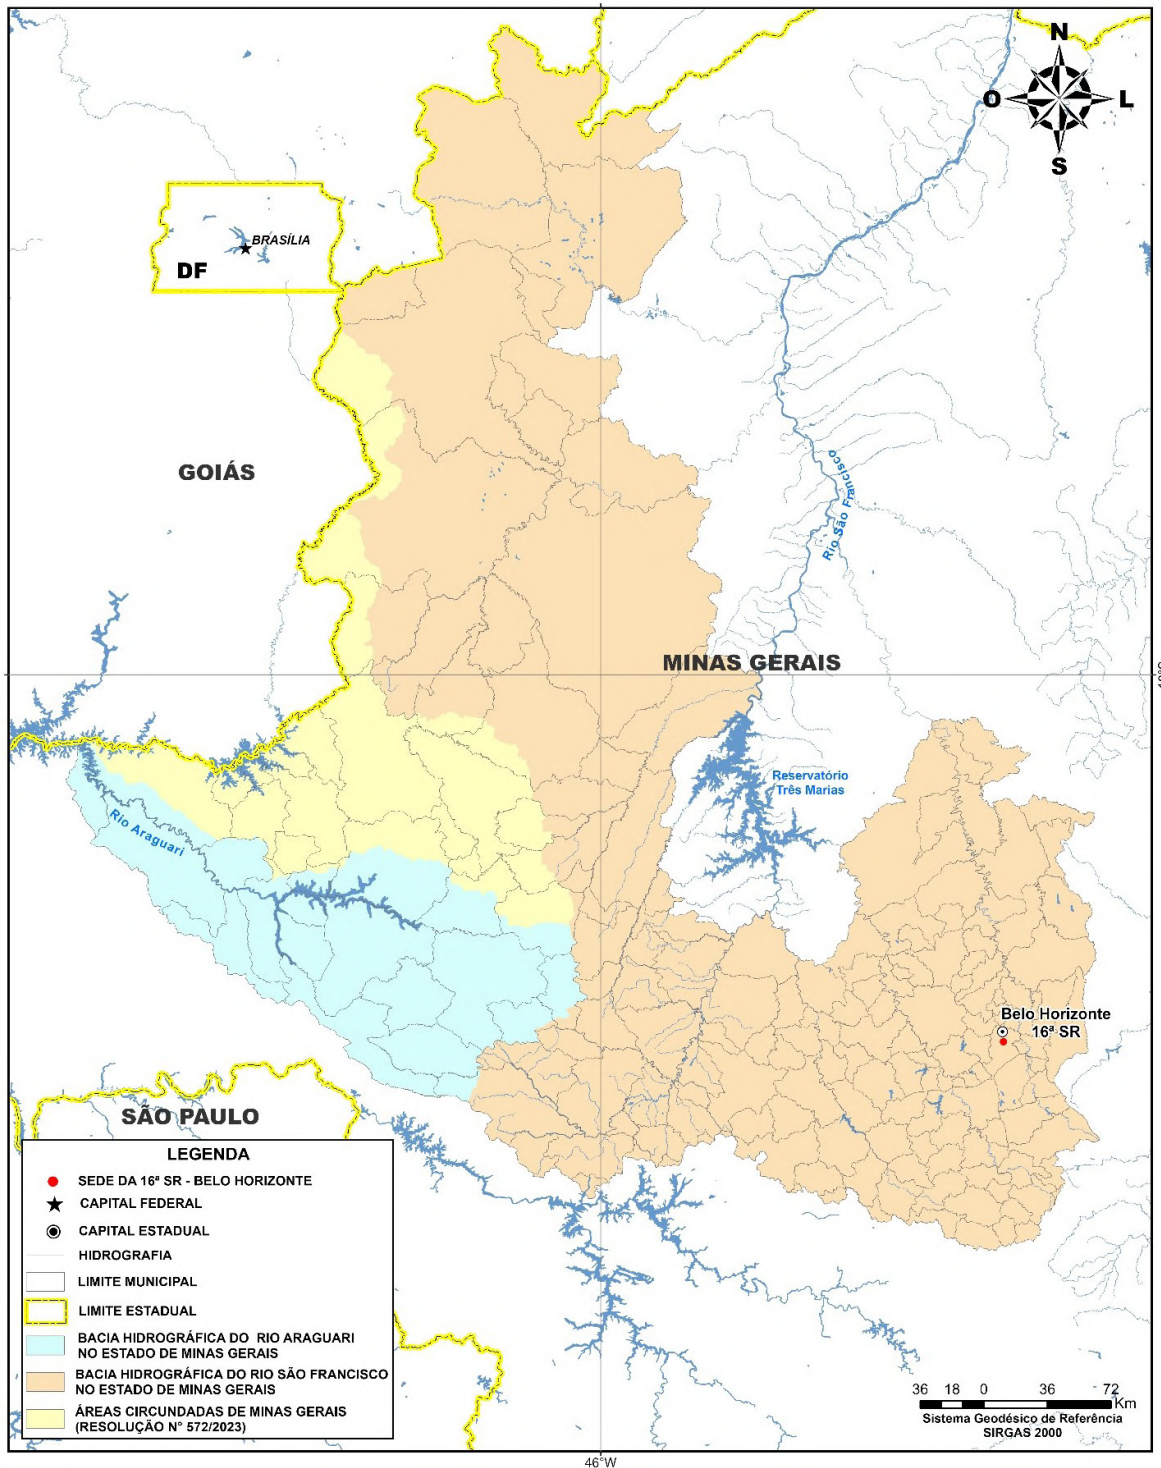 N
O
L
S
BRASÍLIA
DF
GOIÁS
Rio São Francisco
MINAS GERAIS
Reservatório
Três Marias
Rio Araguari
Belo Horizonte
16ª SR
SÃO PAULO
LEGENDA
SEDE DA 16ª SR - BELO HORIZONTE
CAPITAL FEDERAL
CAPITAL ESTADUAL
HIDROGRAFIA
LIMITE MUNICIPAL
LIMITE ESTADUAL
BACIA HIDROGRÁFICA DO RIO ARAGUARI
NO ESTADO DE MINAS GERAIS
BACIA HIDROGRÁFICA DO RIO SÃO FRANCISCO
NO ESTADO DE MINAS GERAIS
ÁREAS CIRCUNDADAS DE MINAS GERAIS
(RESOLUÇÃO N° 572/2023)
36 18 0 36 72
Km
Sistema Geodésico de Referência
SIRGAS 2000
46°W